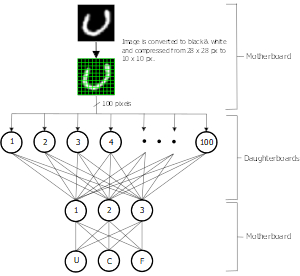 Image is converted to black & white
and compressed from 28 x 28 px to
10 x 10 px.
Motherboard
100 pixels
1 2 3 4 100
Daughterboards
1 2 3
Motherboard
U C F